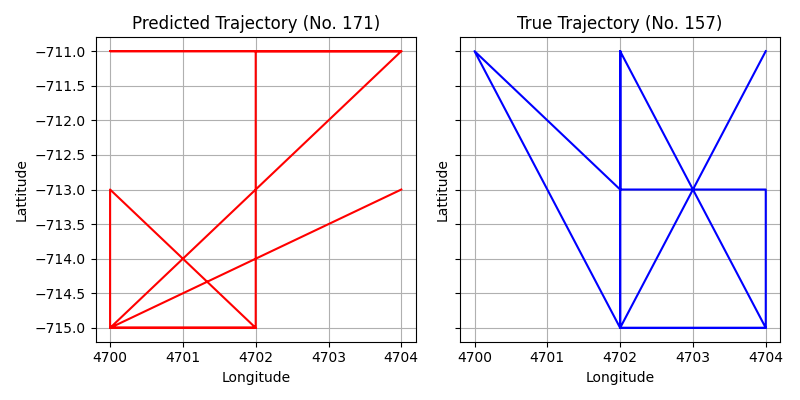 Predicted Trajectory (No. 171)
Lattitude
−711.0
−711.5
−712.0
−712.5
−713.0
−713.5
−714.0
−714.5
−715.0
4700 4701 4702 4703 4704
Longitude
True Trajectory (No. 157)
Lattitude
4700 4701 4702 4703 4704
Longitude